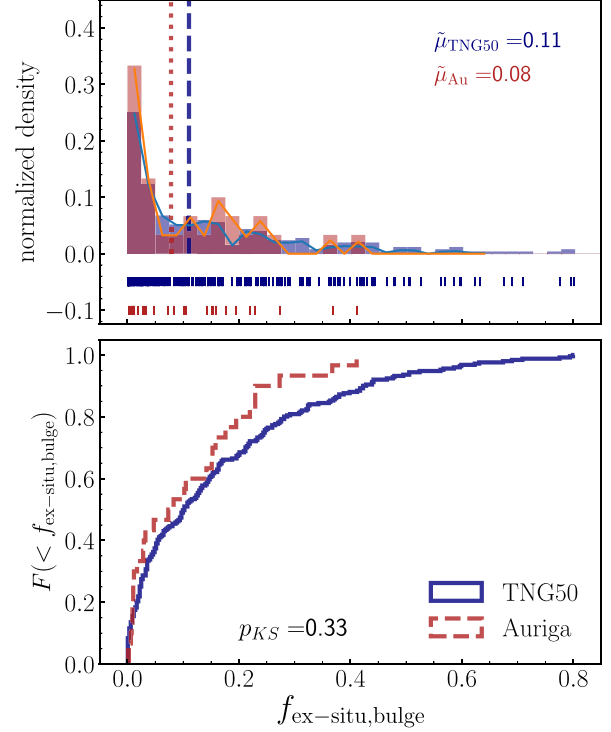 0.4
0.3
0.2
0.1
0.0
−0.1
normalized density
μ̃TNG50 =0.11
μ̃Au =0.08
1.0
0.8
0.6
0.4
0.2
0.0
F(< fex−situ,bulge)
pKS =0.33
TNG50
Auriga
0.0 0.2 0.4 0.6 0.8
fex−situ,bulge